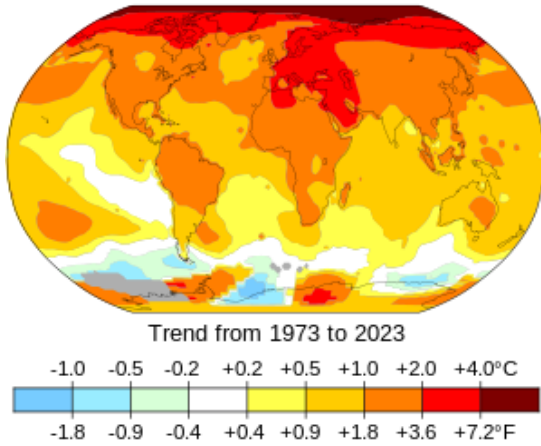 Trend from 1973 to 2023
-1.0 -0.5 -0.2 +0.2 +0.5 +1.0 +2.0 +4.0°C
-1.8 -0.9 -0.4 +0.4 +0.9 +1.8 +3.6 +7.2°F